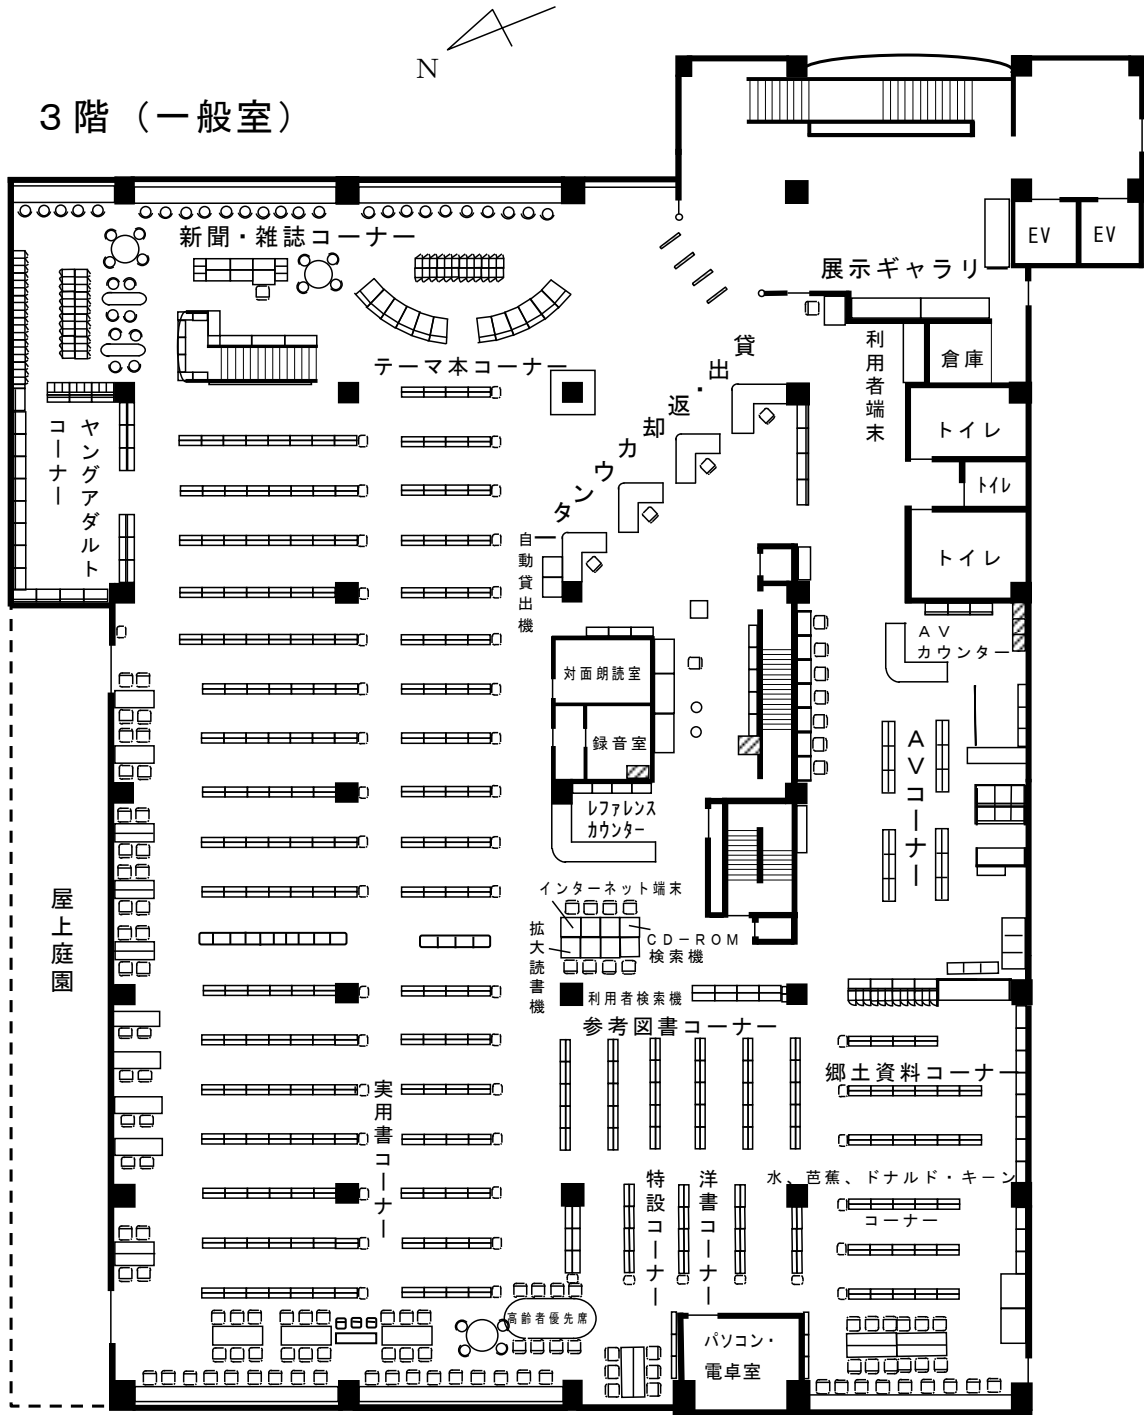 N
3階（一般室）
新聞・雑誌コーナー
展示ギャラリー
EV
EV
テーマ本コーナー
貸出・返却カウンター
利用者端末
倉庫
トイレ
トイレ
トイレ
ヤングアダルト
コーナー
自動貸出機
対面朗読室
録音室
レファレンス
カウンター
AV
カウンター
AVコーナー
屋上庭園
インターネット端末
拡大読書機
CD－ROM
検索機
利用者検索機
参考図書コーナー
郷土資料コーナー
実用書コーナー
特設コーナー
洋書コーナー
水、芭蕉、ドナルド・キーン
コーナー
高齢者優先席
パソコン・
電卓室